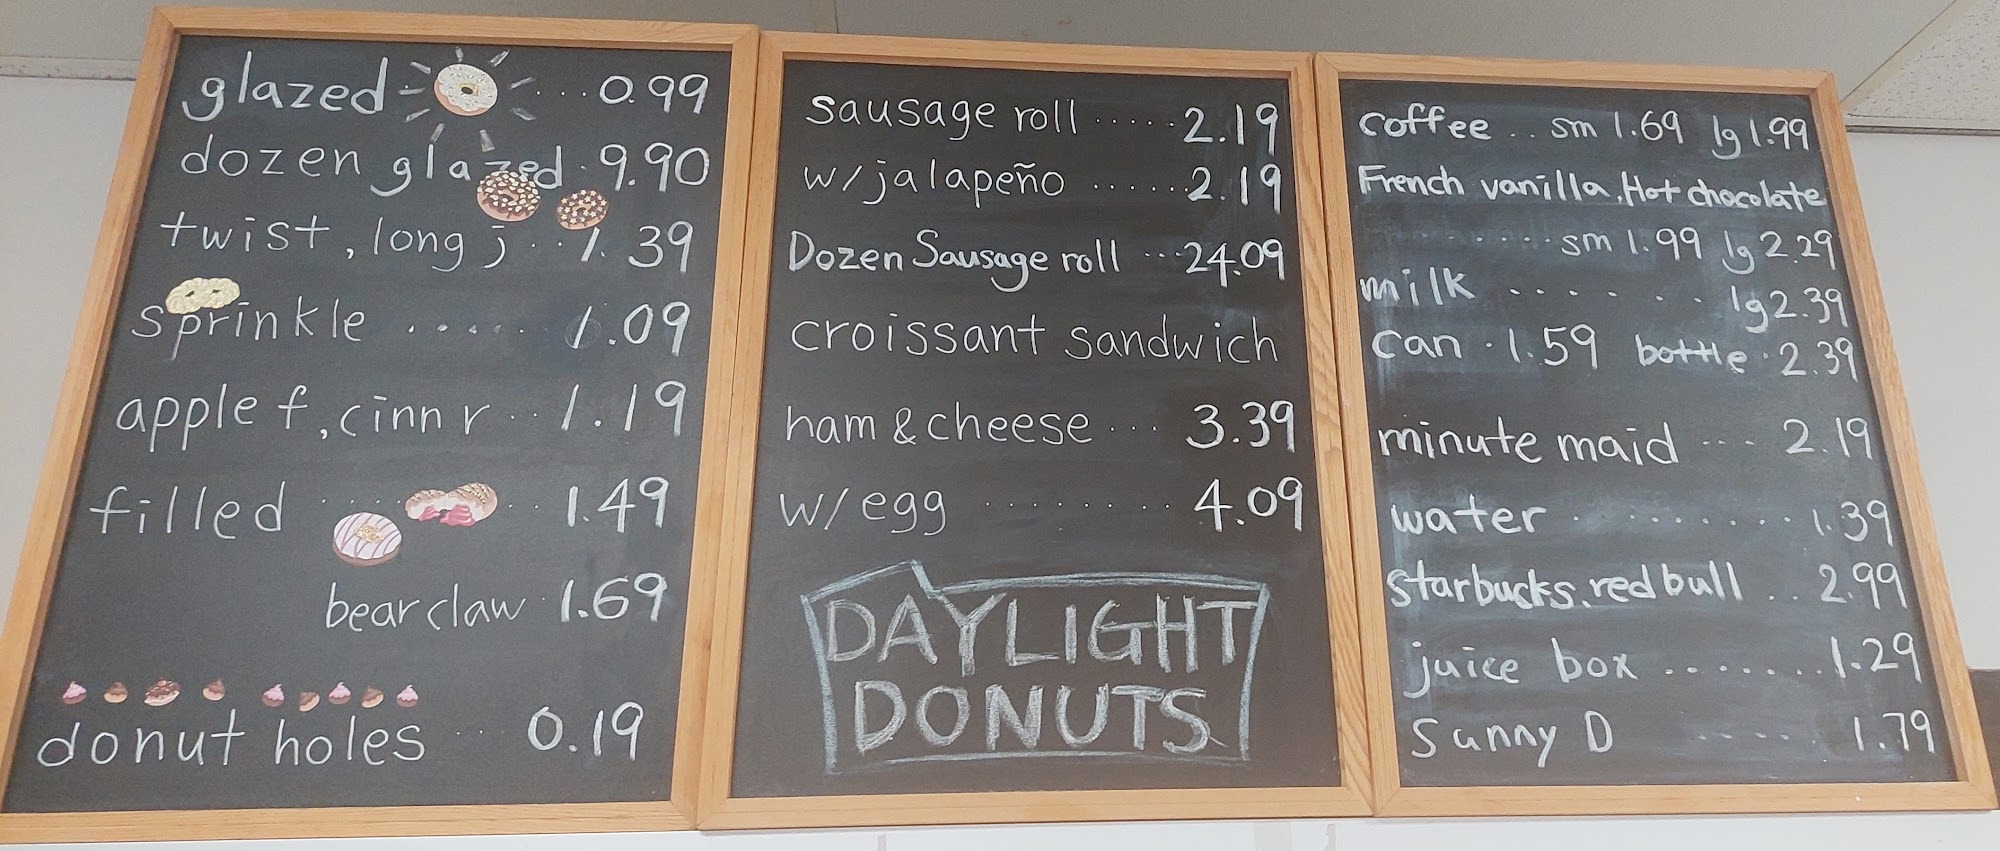 glazed ... 0.99
dozen glazed . 9.90
twist, long j .. 1.39
sprinkle ...... 1.09
apple f, cinn r .. 1.19
filled ....... 1.49
bear claw . 1.69
donut holes ... 0.19
sausage roll ..... 2.19
w/jalapeño ...... 2.19
Dozen Sausage roll ... 24.09
croissant sandwich
ham & cheese ... 3.39
w/egg ........ 4.09
DAYLIGHT
DONUTS
coffee .. sm 1.69 lg 1.99
French vanilla, Hot chocolate
....... sm 1.99 lg 2.29
milk ...... lg 2.39
can . 1.59 bottle . 2.39
minute maid ... 2.19
water ......... 1.39
starbucks, red bull .. 2.99
juice box ....... 1.29
Sunny D ..... 1.79